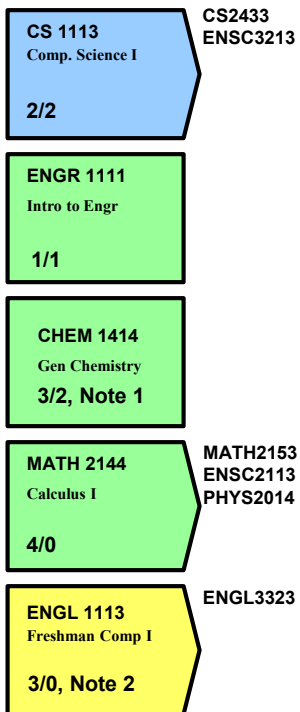 CS 1113
Comp. Science I
2/2
CS2433
ENSC3213
ENGR 1111
Intro to Engr
1/1
CHEM 1414
Gen Chemistry
3/2, Note 1
MATH 2144
Calculus I
4/0
MATH2153
ENSC2113
PHYS2014
ENGL 1113
Freshman Comp I
3/0, Note 2
ENGL3323